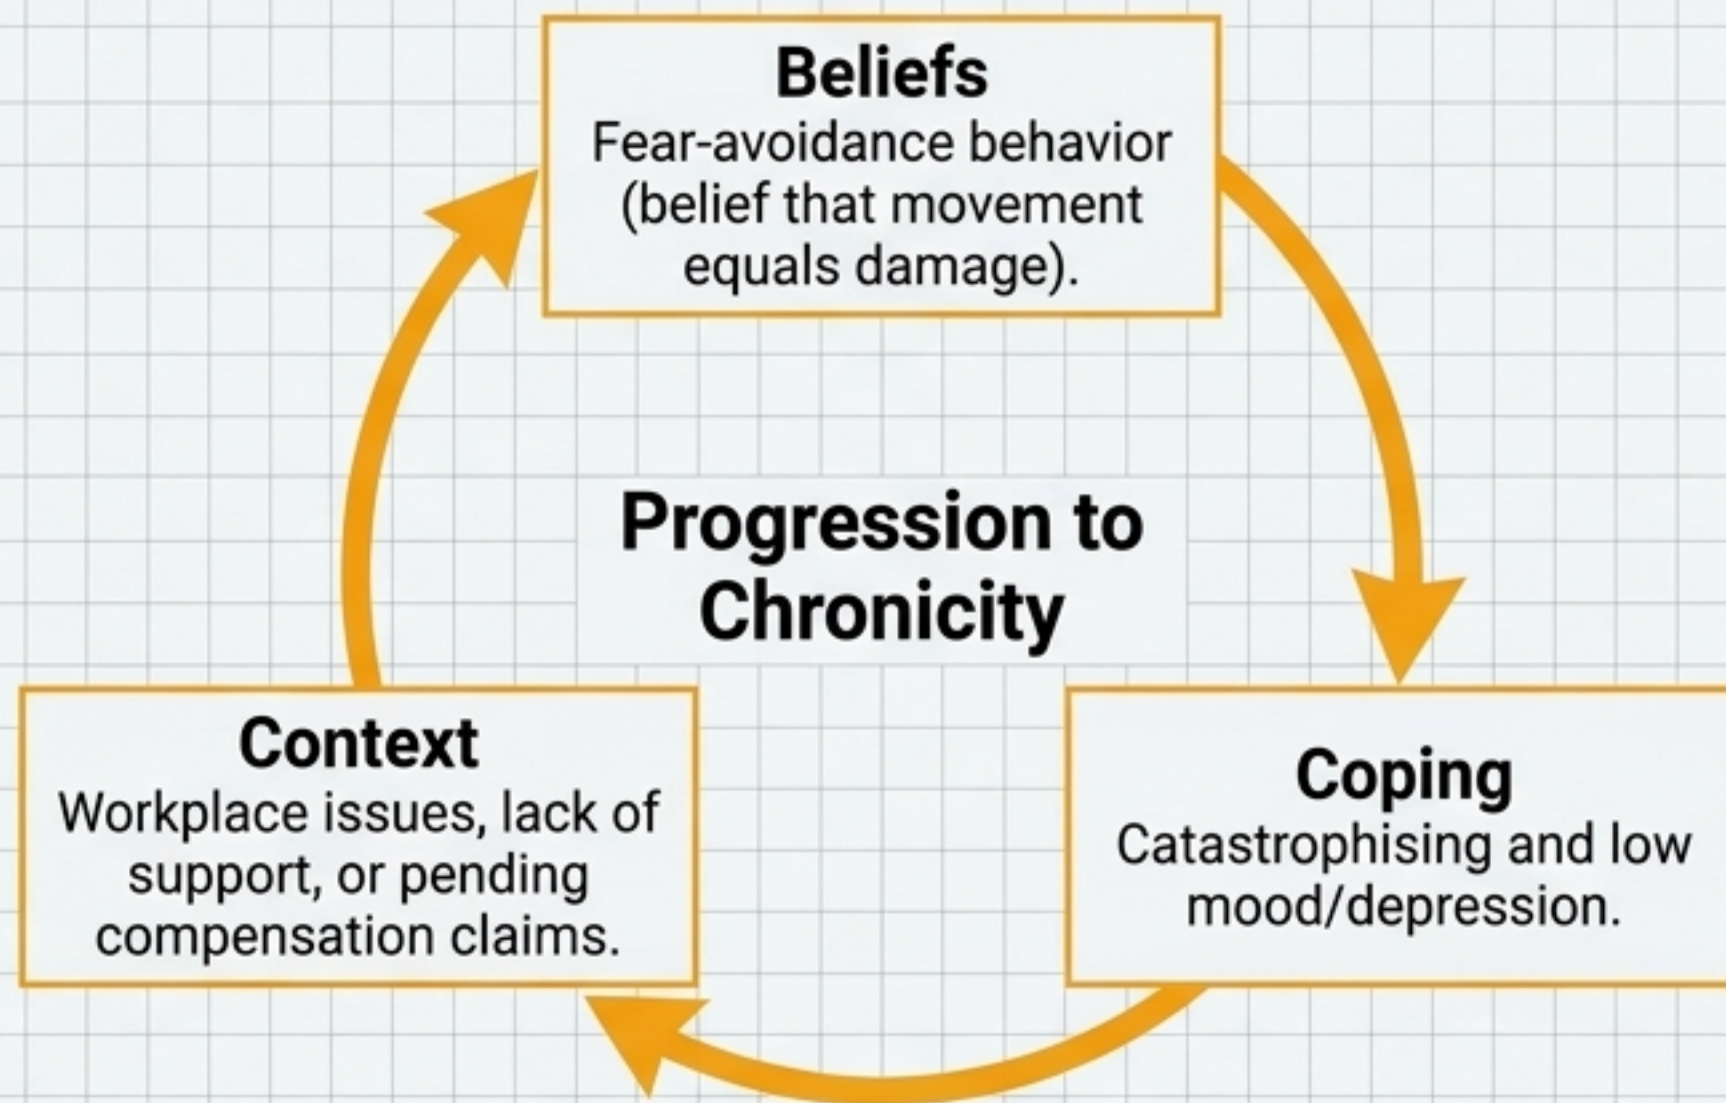 Beliefs
Fear-avoidance behavior
(belief that movement
equals damage).
Progression to
Chronicity
Context
Workplace issues, lack of
support, or pending
compensation claims.
Coping
Catastrophising and low
mood/depression.